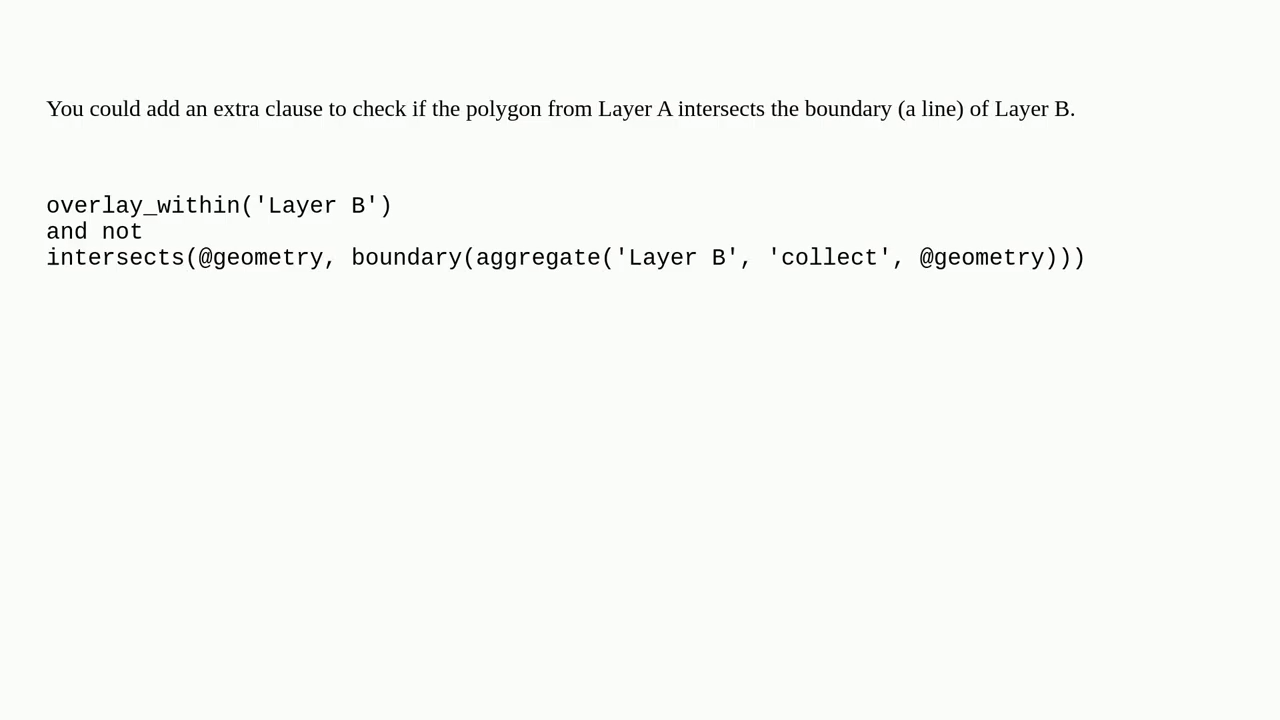 You could add an extra clause to check if the polygon from Layer A intersects the boundary (a line) of Layer B.
overlay_within('Layer B')
and not
intersects(@geometry, boundary(aggregate('Layer B', 'collect', @geometry)))